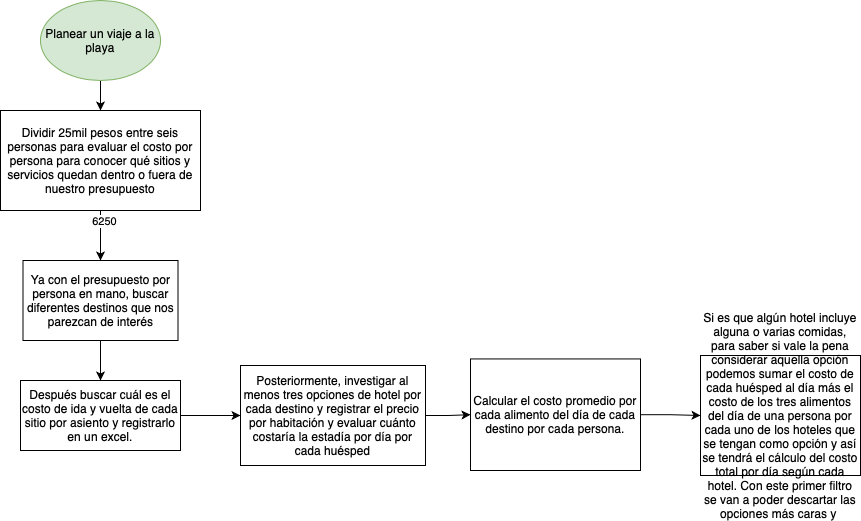 Planear un viaje a la
playa
Dividir 25mil pesos entre seis
personas para evaluar el costo por
persona para conocer qué sitios y
servicios quedan dentro o fuera de
nuestro presupuesto
6250
Ya con el presupuesto por
persona en mano, buscar
diferentes destinos que nos
parezcan de interés
Después buscar cuál es el
costo de ida y vuelta de cada
sitio por asiento y registrarlo
en un excel.
Posteriormente, investigar al
menos tres opciones de hotel por
cada destino y registrar el precio
por habitación y evaluar cuánto
costaría la estadía por día por
cada huésped
Calcular el costo promedio por
cada alimento del día de cada
destino por cada persona.
Si es que algún hotel incluye
alguna o varias comidas,
para saber si vale la pena
considerar aquella opción
podemos sumar el costo de
cada huésped al día más el
costo de los tres alimentos
del día de una persona por
cada uno de los hoteles que
se tengan como opción y así
se tendrá el cálculo del costo
total por día según cada
hotel. Con este primer filtro
se van a poder descartar las
opciones más caras y